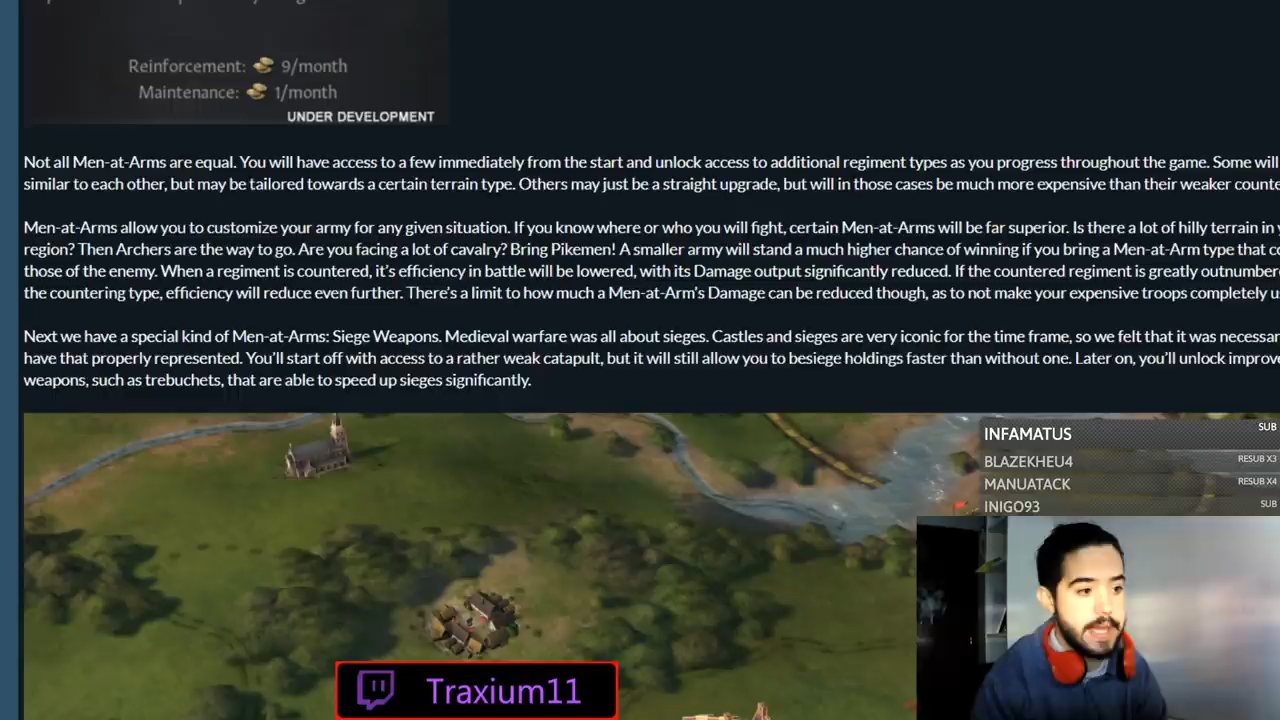 Reinforcement: 9/month
Maintenance: 1/month
UNDER DEVELOPMENT
Not all Men-at-Arms are equal. You will have access to a few immediately from the start and unlock access to additional regiment types as you progress throughout the game. Some will
similar to each other, but may be tailored towards a certain terrain type. Others may just be a straight upgrade, but will in those cases be much more expensive than their weaker counte
Men-at-Arms allow you to customize your army for any given situation. If you know where or who you will fight, certain Men-at-Arms will be far superior. Is there a lot of hilly terrain in
region? Then Archers are the way to go. Are you facing a lot of cavalry? Bring Pikemen! A smaller army will stand a much higher chance of winning if you bring a Men-at-Arm type that co
those of the enemy. When a regiment is countered, it's efficiency in battle will be lowered, with its Damage output significantly reduced. If the countered regiment is greatly outnumbere
the countering type, efficiency will reduce even further. There's a limit to how much a Men-at-Arm's Damage can be reduced though, as to not make your expensive troops completely u
Next we have a special kind of Men-at-Arms: Siege Weapons. Medieval warfare was all about sieges. Castles and sieges are very iconic for the time frame, so we felt that it was necessar
have that properly represented. You'll start off with access to a rather weak catapult, but it will still allow you to besiege holdings faster than without one. Later on, you'll unlock improve
weapons, such as trebuchets, that are able to speed up sieges significantly.
INFAMATUS SUB
BLAZEKHEU4 RESUB X3
MANUATACK RESUB X4
INIGO93 SUB
Traxium11